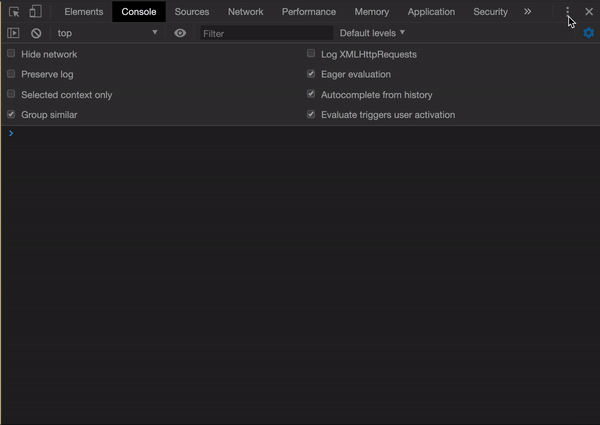 Elements Console Sources Network Performance Memory Application Security »
top Filter Default levels
Hide network Log XMLHttpRequests
Preserve log Eager evaluation
Selected context only Autocomplete from history
Group similar Evaluate triggers user activation